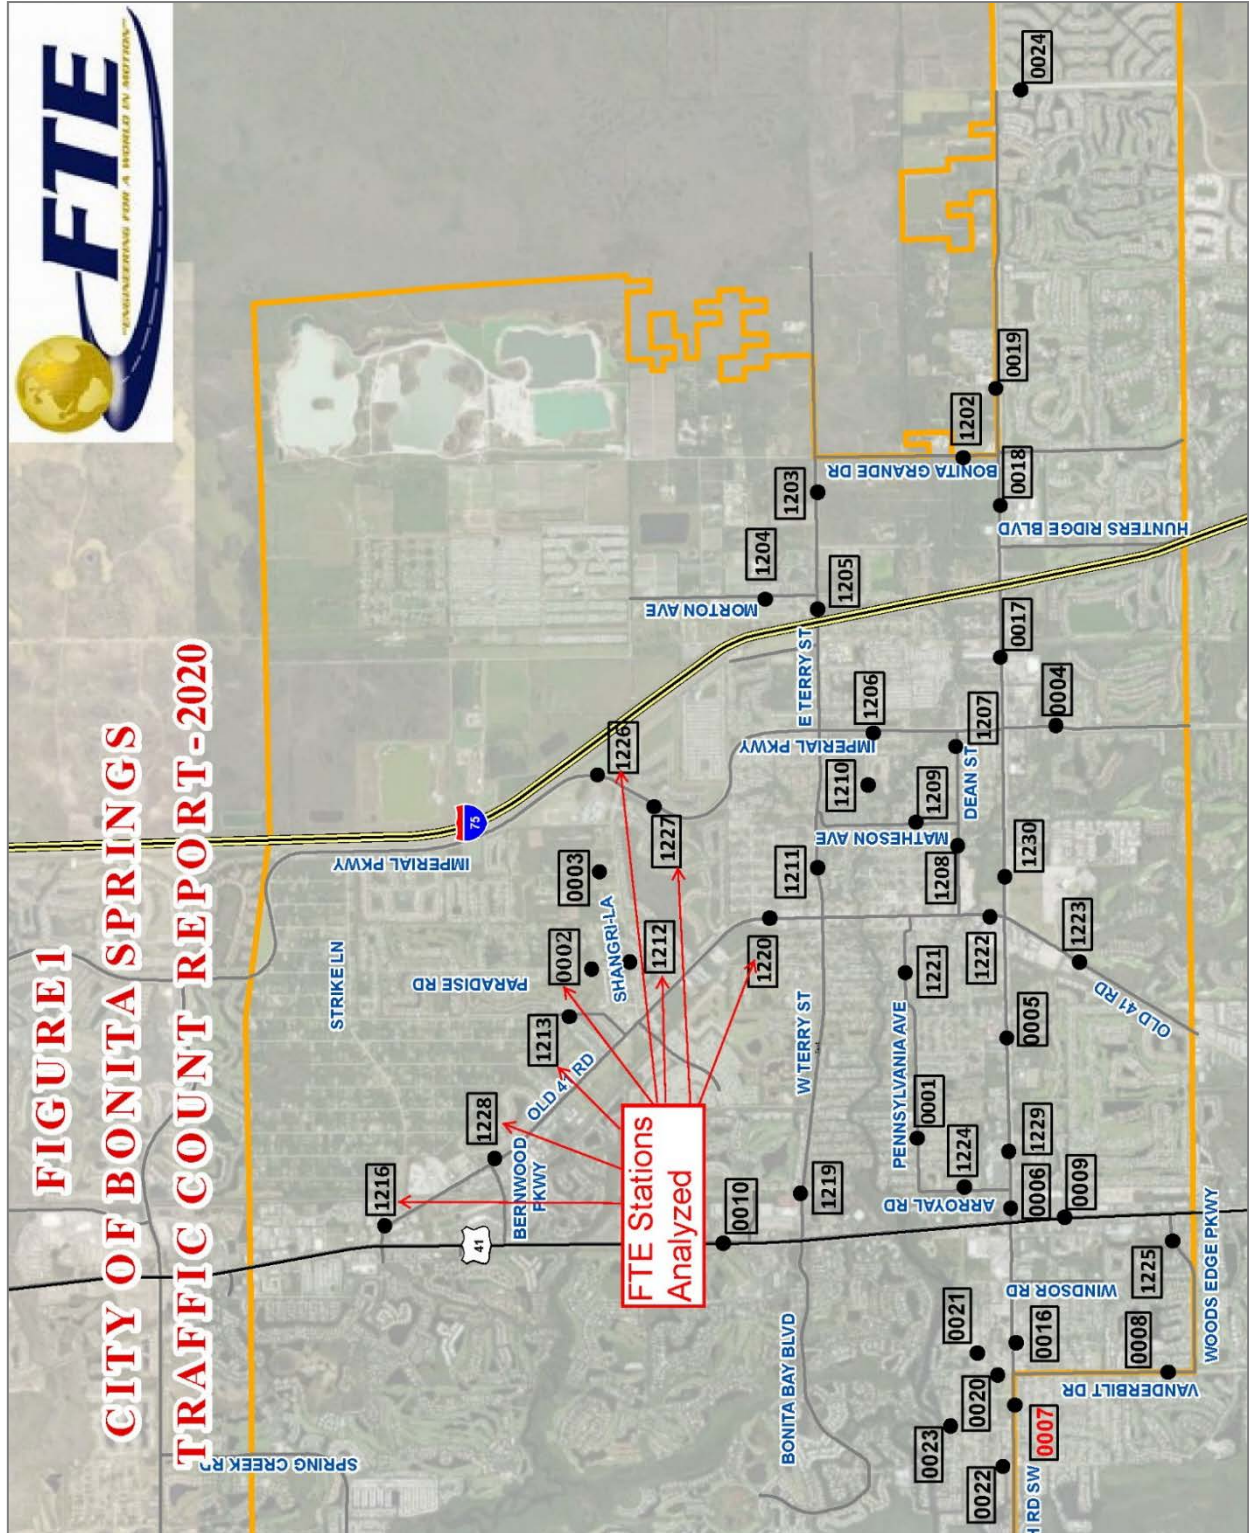 FIGURE1
CITY OF BONITA SPRINGS
TRAFFIC COUNT REPORT-2020
FTE
"ENGINEERING FOR A WORLD IN MOTION"
SPRING CREEK RD
STRIKE LN
IMPERIAL PKWY
75
41
1216
1228
BERNWOOD
PKWY
OLD 41 RD
1213
PARADISE RD
0002
SHANGRI-LA
0003
1212
1226
1227
FTE Stations
Analyzed
0010
1220
1204
MORTON AVE
1203
1205
BONITA BAY BLVD
1219
W TERRY ST
1211
E TERRY ST
IMPERIAL PKWY
1210
1206
BONITA GRANDE DR
1202
PENNSYLVANIA AVE
0001
1221
1209
MATHESON AVE
1208
DEAN ST
1207
1224
ARROYAL RD
0023
0021
0020
0022
0007
H RD SW
0016
WINDSOR RD
0006
1229
0005
1222
1230
0017
0018
0019
0024
HUNTERS RIDGE BLVD
0009
1223
OLD 41 RD
0004
0008
VANDERBILT DR
1225
WOODS EDGE PKWY